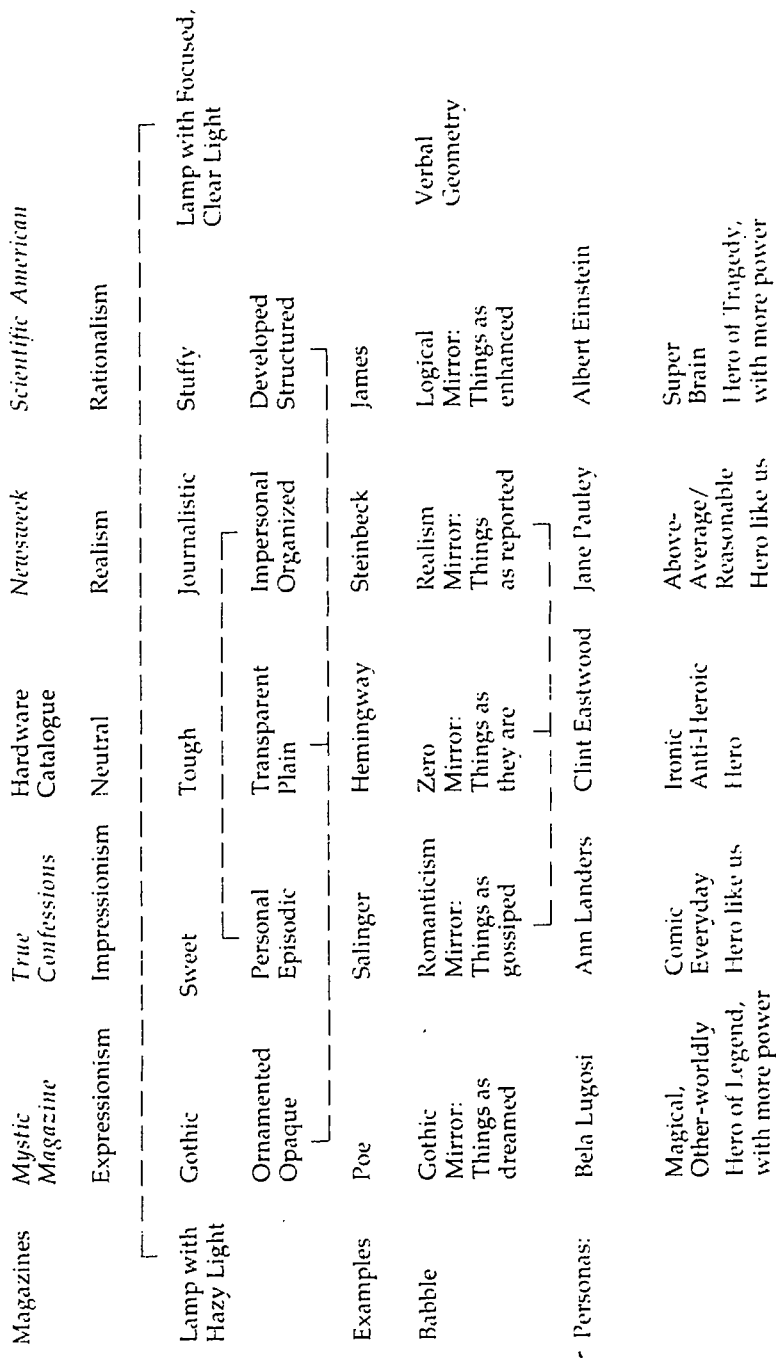 Magazines
Mystic
Magazine
True
Confessions
Hardware
Catalogue
Newsweek
Scientific American
Expressionism
Impressionism
Neutral
Realism
Rationalism
Lamp with
Hazy Light
Gothic
Sweet
Tough
Journalistic
Stuffy
Lamp with Focused,
Clear Light
Ornamented
Opaque
Personal
Episodic
Transparent
Plain
Impersonal
Organized
Developed
Structured
Examples
Poe
Salinger
Hemingway
Steinbeck
James
Babble
Gothic
Mirror:
Things as
dreamed
Romanticism
Mirror:
Things as
gossiped
Zero
Mirror:
Things as
they are
Realism
Mirror:
Things
as reported
Logical
Mirror:
Things as
enhanced
Verbal
Geometry
Personas:
Bela Lugosi
Ann Landers
Clint Eastwood
Jane Pauley
Albert Einstein
Magical,
Other-worldly
Hero of Legend,
with more power
Comic
Everyday
Hero like us
Ironic
Anti-Heroic
Hero
Above-
Average/
Reasonable
Hero like us
Super
Brain
Hero of Tragedy,
with more power